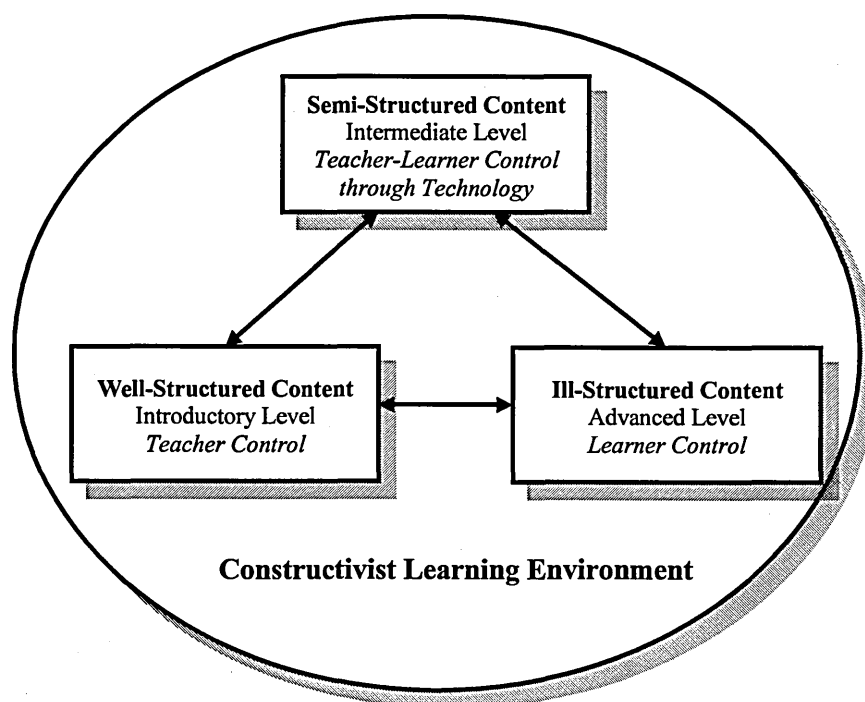 Semi-Structured Content
Intermediate Level
Teacher-Learner Control
through Technology
Well-Structured Content
Introductory Level
Teacher Control
Ill-Structured Content
Advanced Level
Learner Control
Constructivist Learning Environment